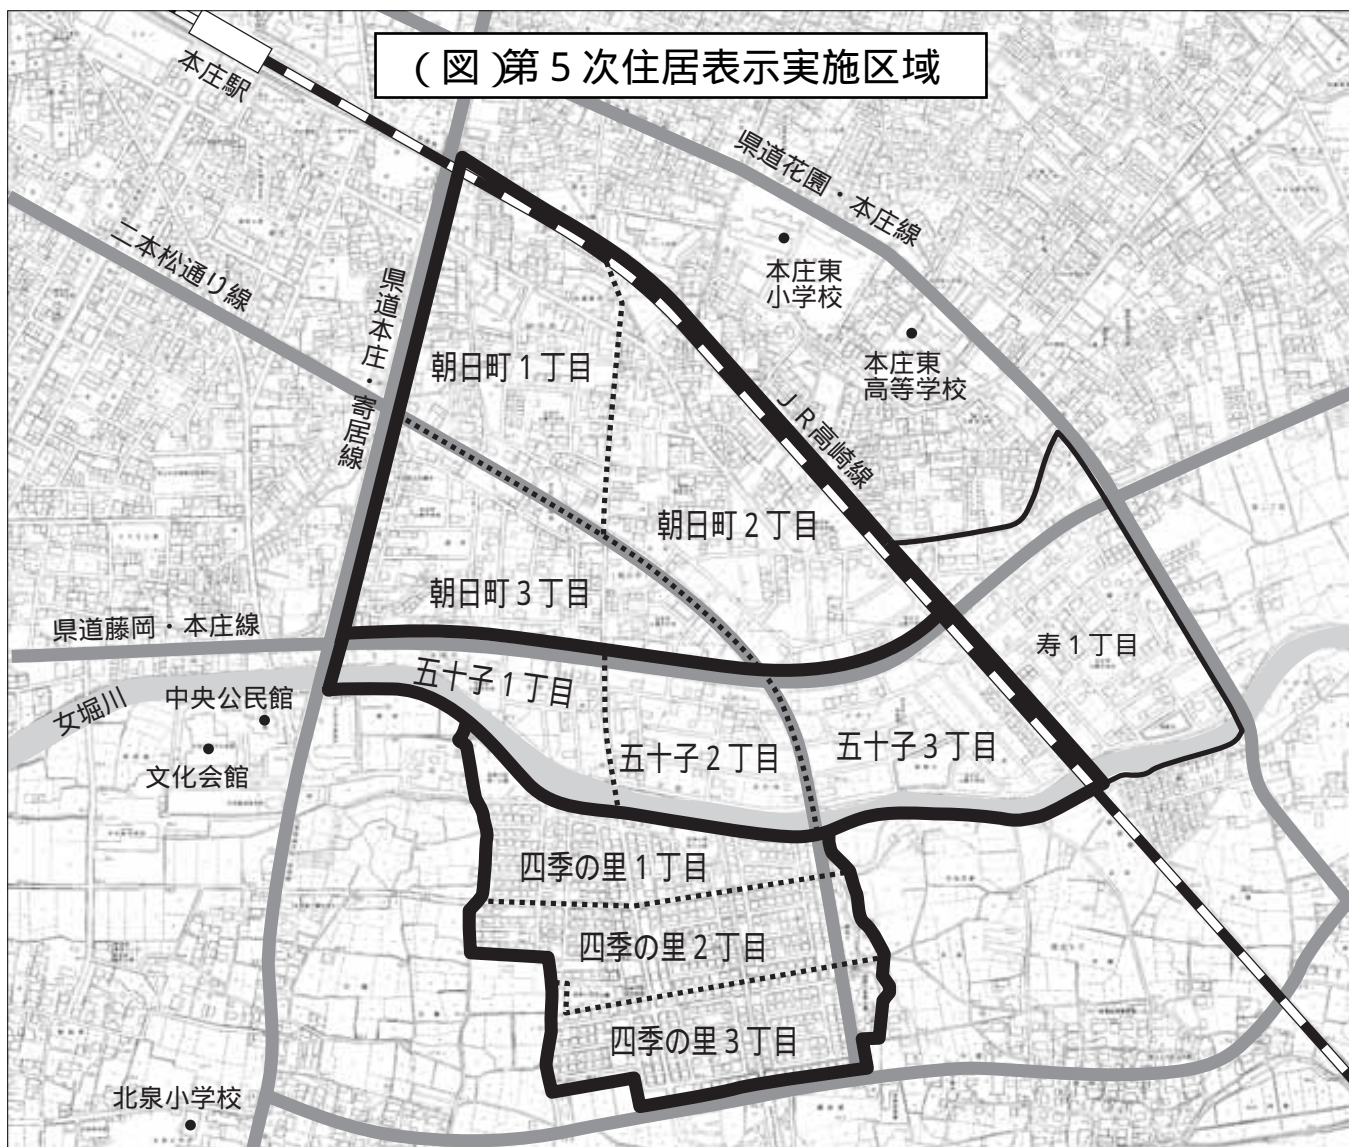 (図)第5次住居表示実施区域
本庄駅
県道花園・本庄線
二本松通り線
県道本庄・寄居線
本庄東
小学校
本庄東
高等学校
朝日町1丁目
JR高崎線
朝日町2丁目
朝日町3丁目
県道藤岡・本庄線
寿1丁目
五十子1丁目
女堀川
中央公民館
文化会館
五十子2丁目
五十子3丁目
四季の里1丁目
四季の里2丁目
四季の里3丁目
北泉小学校